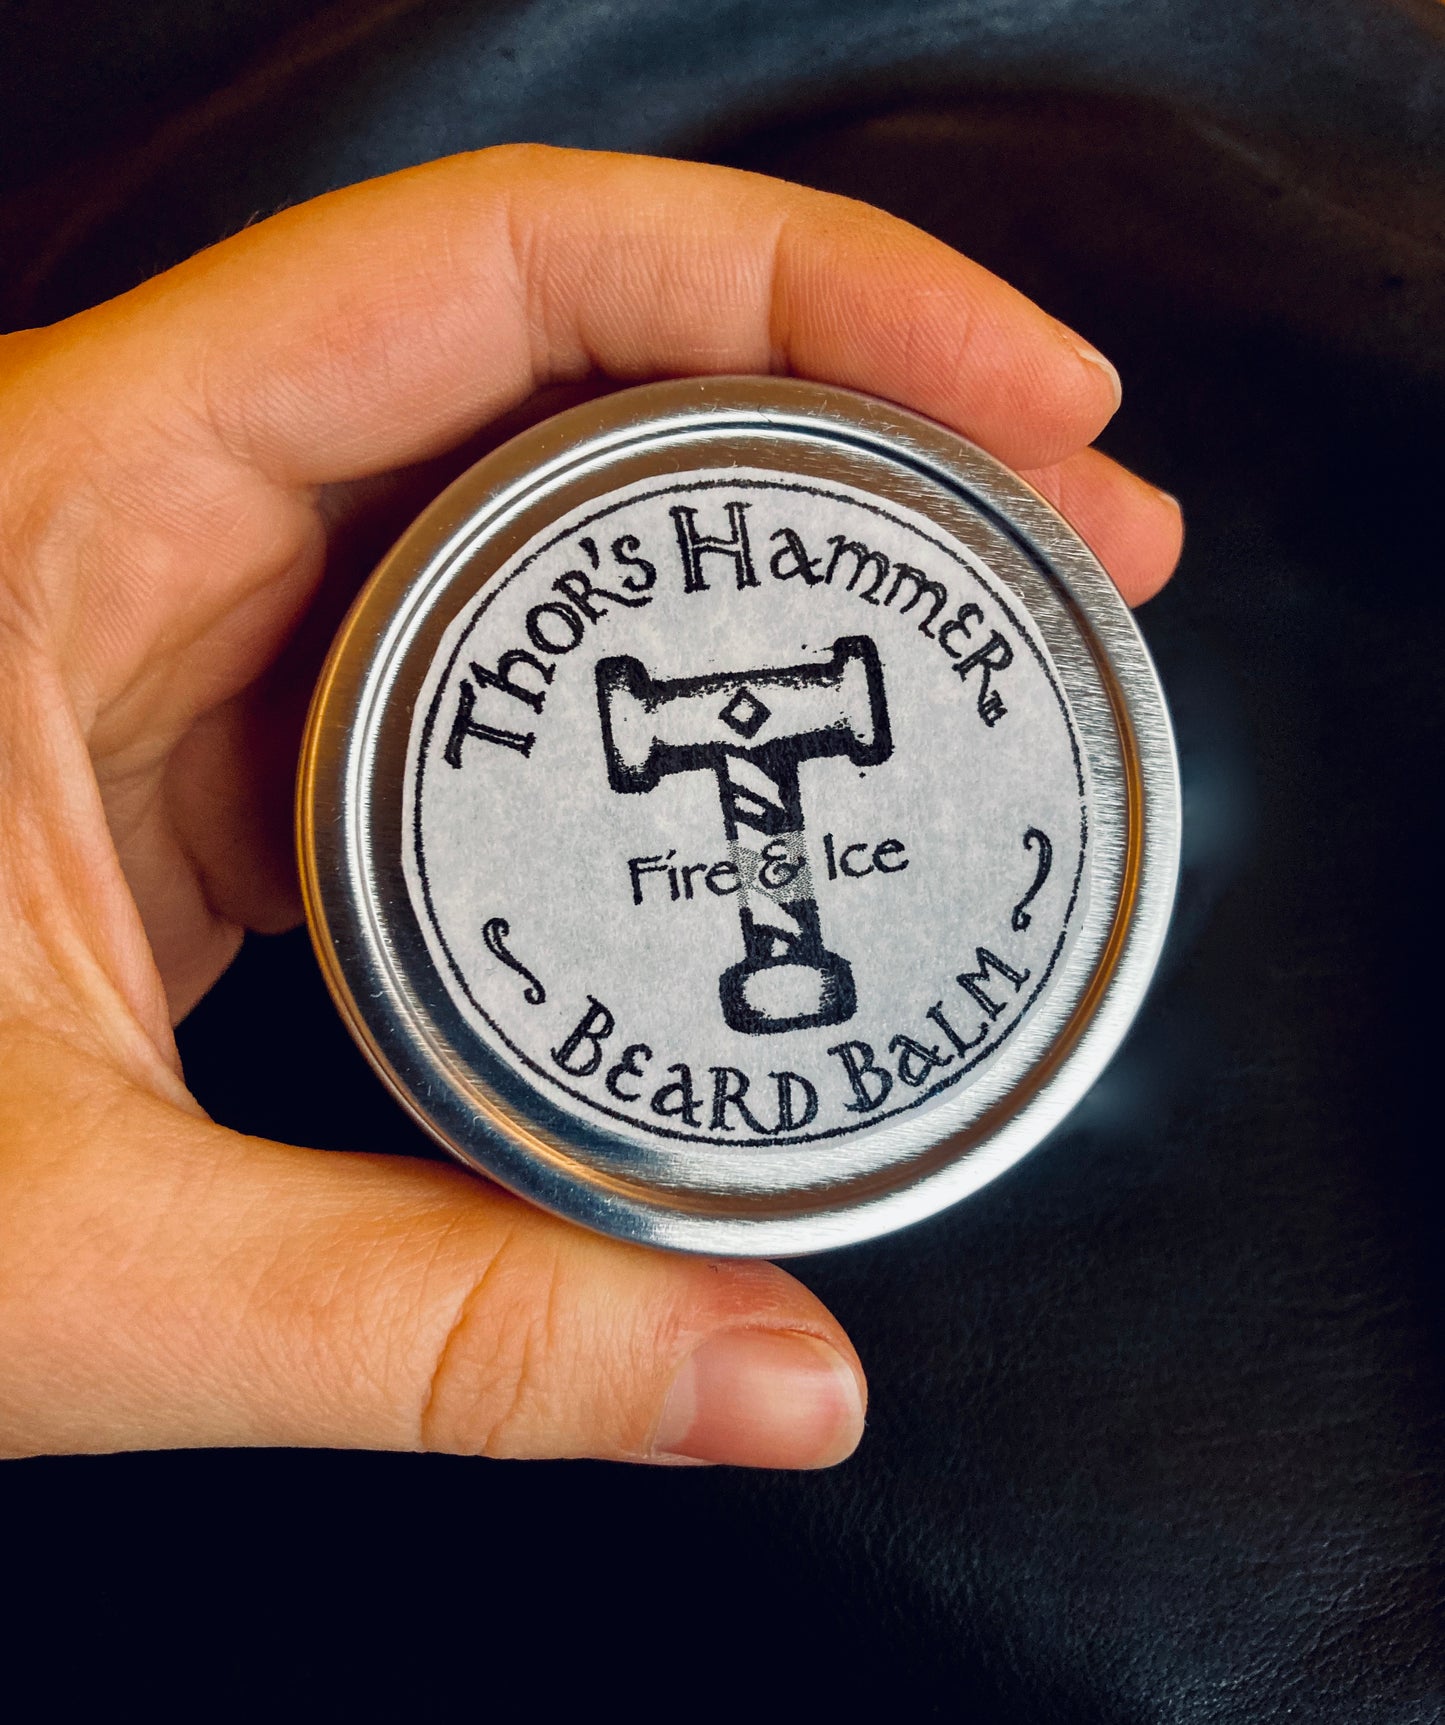 Thor's Hammer
Fire & Ice
Beard Balm